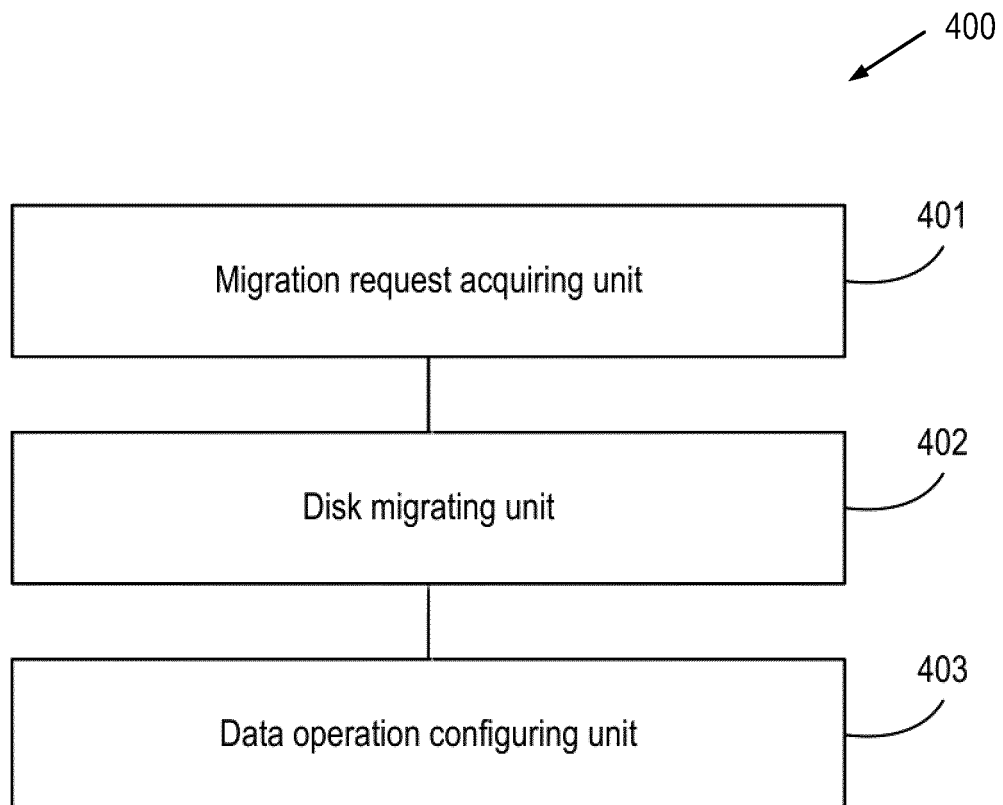 400
401
Migration request acquiring unit
402
Disk migrating unit
403
Data operation configuring unit